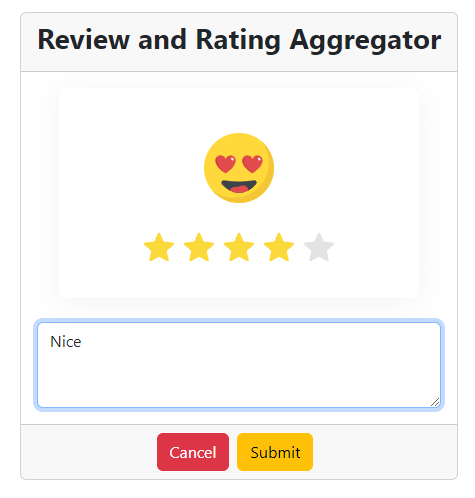 Review and Rating Aggregator
Nice
Cancel Submit